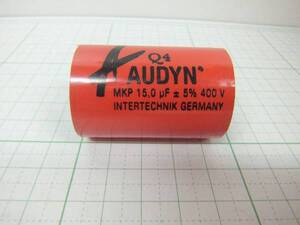 Q4
AUDYN®
MKP 15,0 µF ± 5% 400 V
INTERTECHNIK GERMANY